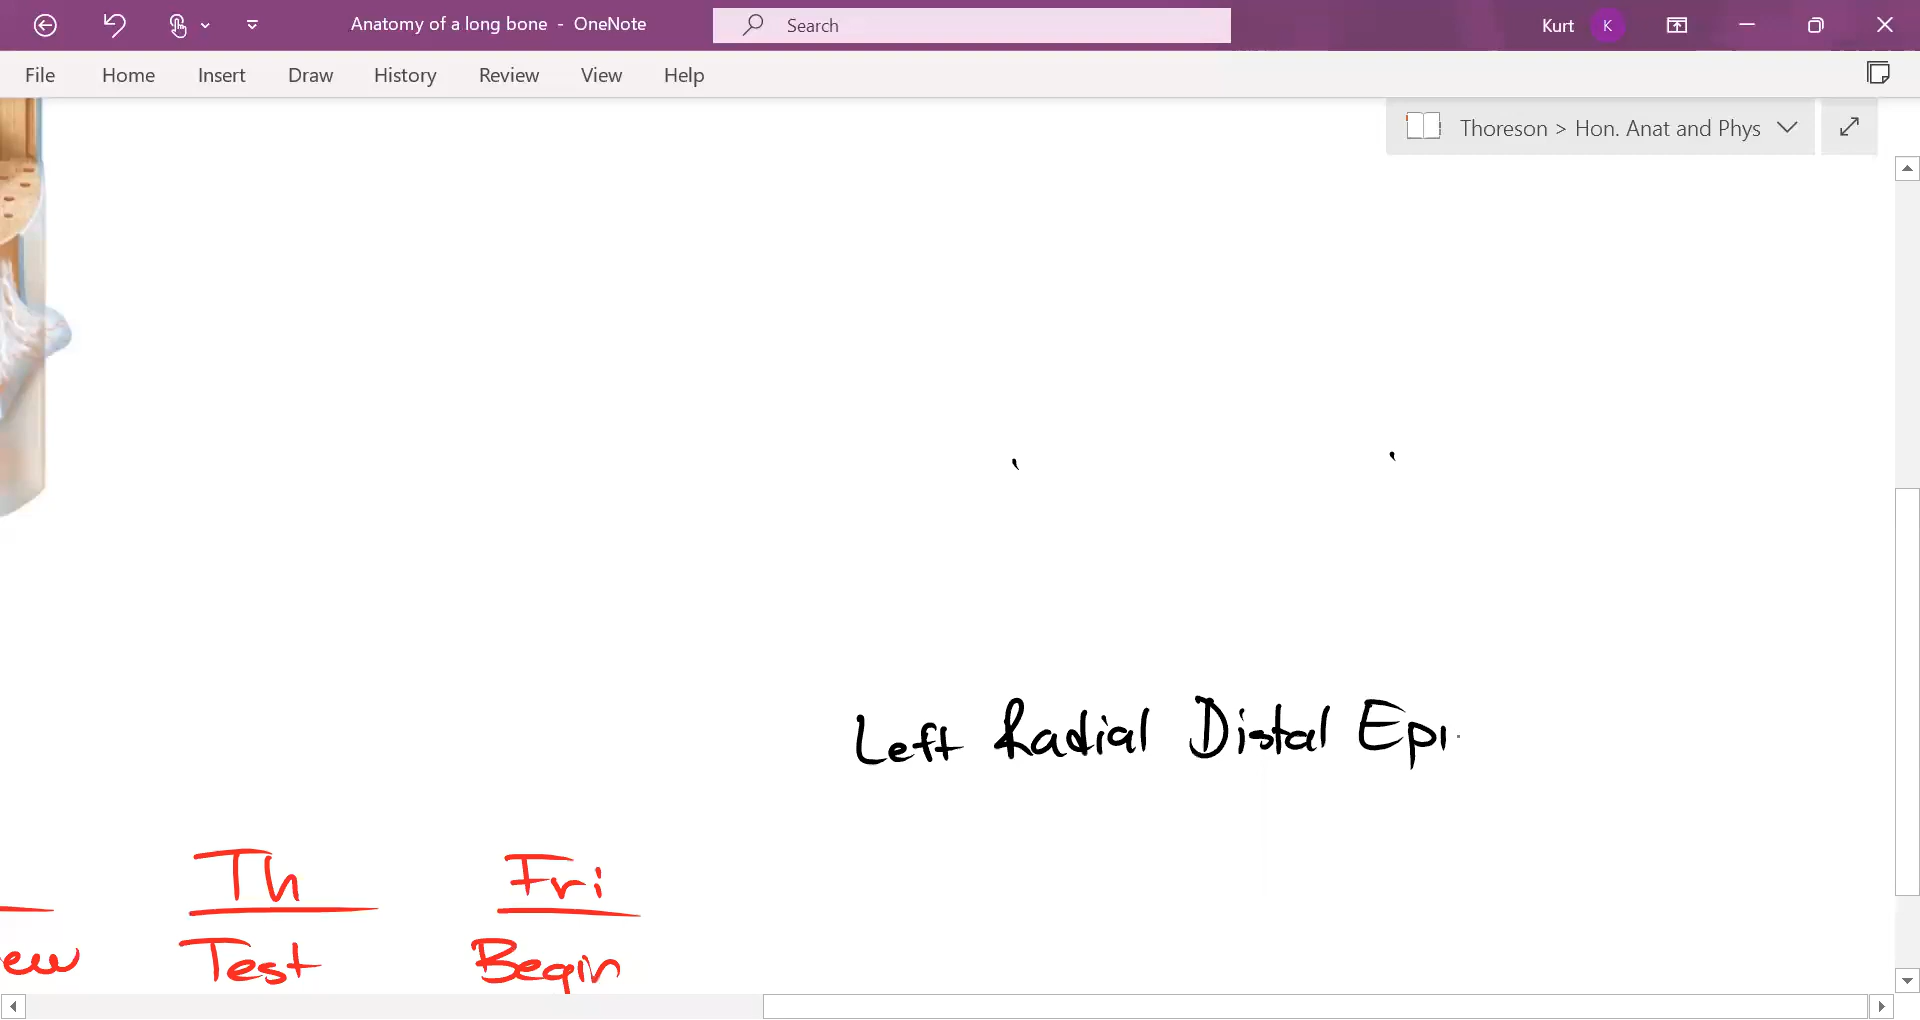 Anatomy of a long bone - OneNote
Search
Kurt K
File Home Insert Draw History Review View Help
Thoreson > Hon. Anat and Phys
Left Radial Distal Epi
Th Fri
ew Test Begin